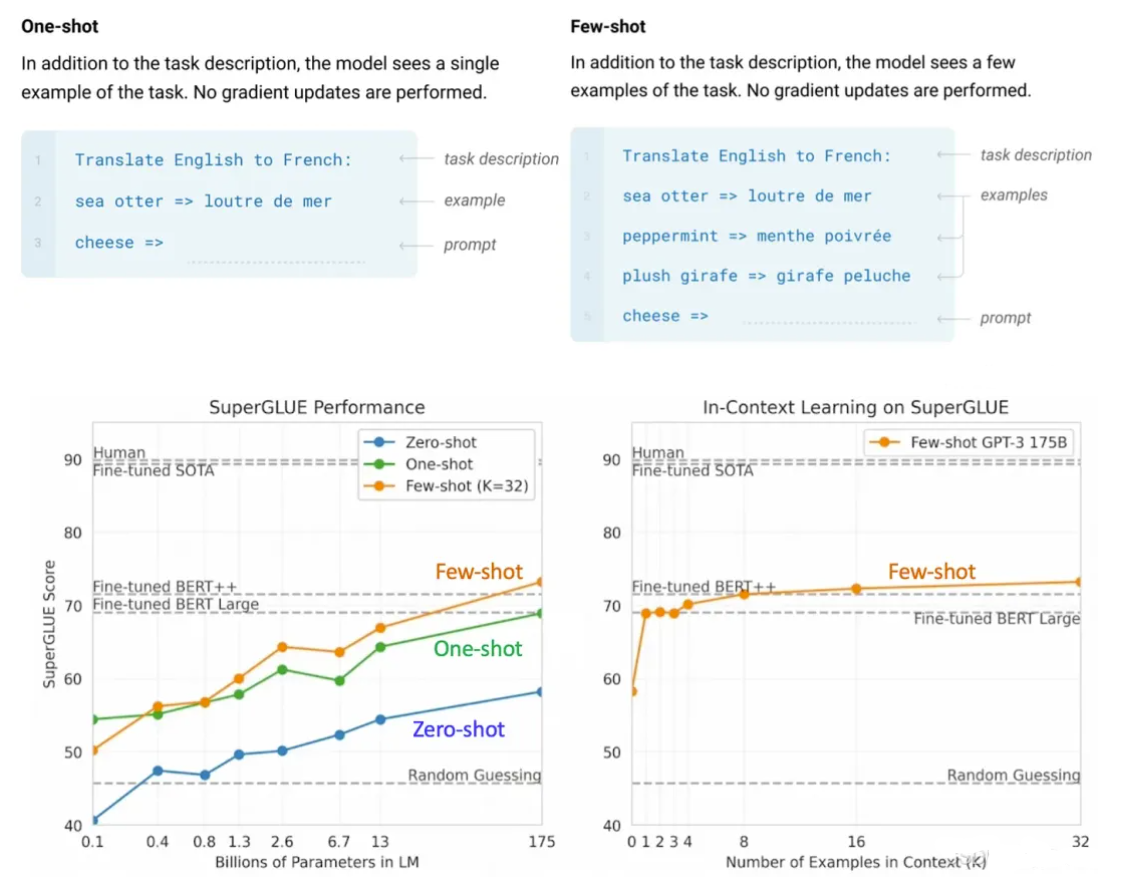 One-shot
In addition to the task description, the model sees a single
example of the task. No gradient updates are performed.
1 Translate English to French: task description
2 sea otter => loutre de mer example
3 cheese => prompt
Few-shot
In addition to the task description, the model sees a few
examples of the task. No gradient updates are performed.
1 Translate English to French: task description
2 sea otter => loutre de mer examples
3 peppermint => menthe poivrée
4 plush girafe => girafe peluche
5 cheese => prompt
SuperGLUE Performance
Zero-shot
One-shot
Few-shot (K=32)
Human
Fine-tuned SOTA
Fine-tuned BERT++
Fine-tuned BERT Large
Random Guessing
Few-shot
One-shot
Zero-shot
SuperGLUE Score
90
80
70
60
50
40
0.1 0.4 0.8 1.3 2.6 6.7 13 175
Billions of Parameters in LM
In-Context Learning on SuperGLUE
Few-shot GPT-3 175B
Human
Fine-tuned SOTA
Fine-tuned BERT++
Few-shot
Fine-tuned BERT Large
Random Guessing
90
80
70
60
50
40
0 1 2 3 4 8 16 32
Number of Examples in Context (K)